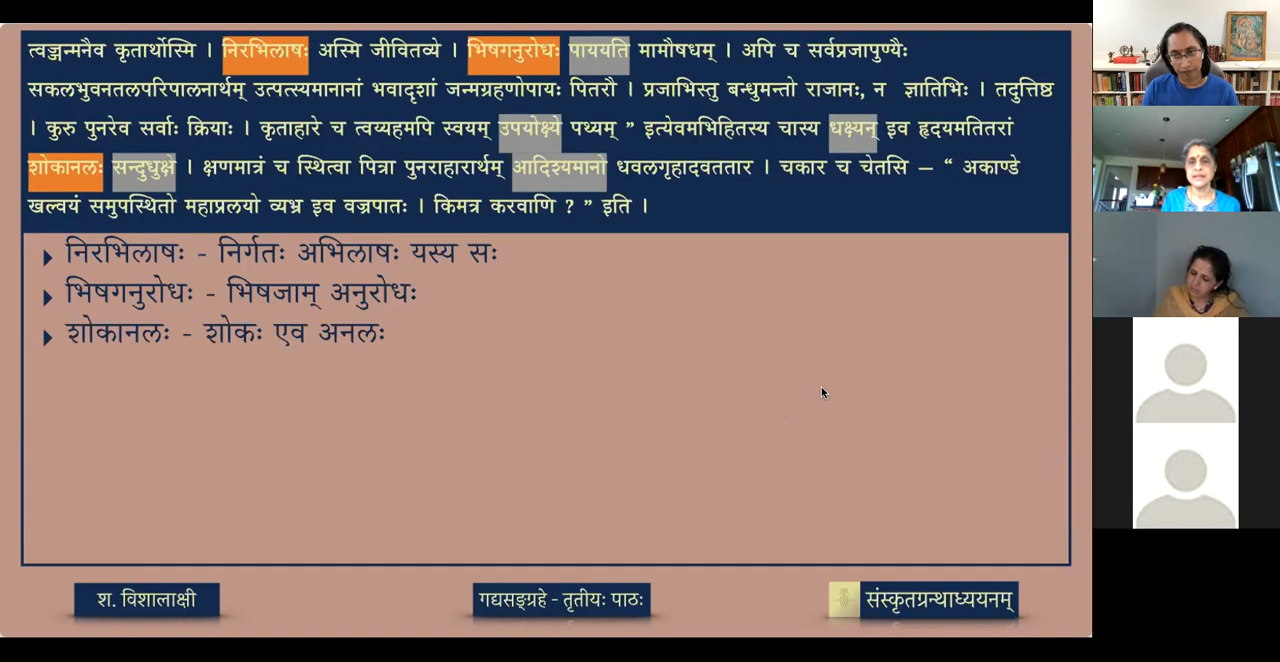 त्वज्जन्मनैव कृतार्थोस्मि । निरभिलाषः अस्मि जीवितव्ये । भिषगनुरोधः पाययति मामौषधम् । अपि च सर्वप्रजापुण्यैः
सकलभुवनतलपरिपालनार्थम् उत्पत्स्यमानानां भवादृशां जन्मग्रहणोपायः पितरौ । प्रजाभिस्तु बन्धुमन्तो राजानः, न ज्ञातिभिः । तदुत्तिष्ठ
। कुरु पुनरेव सर्वाः क्रियाः । कृताहारे च त्वय्यहमपि स्वयम् उपयोक्ष्ये पथ्यम् ” इत्येवमभिहितस्य चास्य धक्ष्यन् इव हृदयमतितरां
शोकानलः सन्दुधुक्षे । क्षणमात्रं च स्थित्वा पित्रा पुनराहारार्थम् आदिश्यमानो धवलगृहादवततार । चकार च चेतसि – “ अकाण्डे
खल्वयं समुपस्थितो महाप्रलयो व्यभ्र इव वज्रपातः । किमत्र करवाणि ? ” इति ।
निरभिलाषः - निर्गतः अभिलाषः यस्य सः
भिषगनुरोधः - भिषजाम् अनुरोधः
शोकानलः - शोकः एव अनलः
श. विशालाक्षी
गद्यसङ्ग्रहे - तृतीयः पाठः
संस्कृतग्रन्थाध्ययनम्